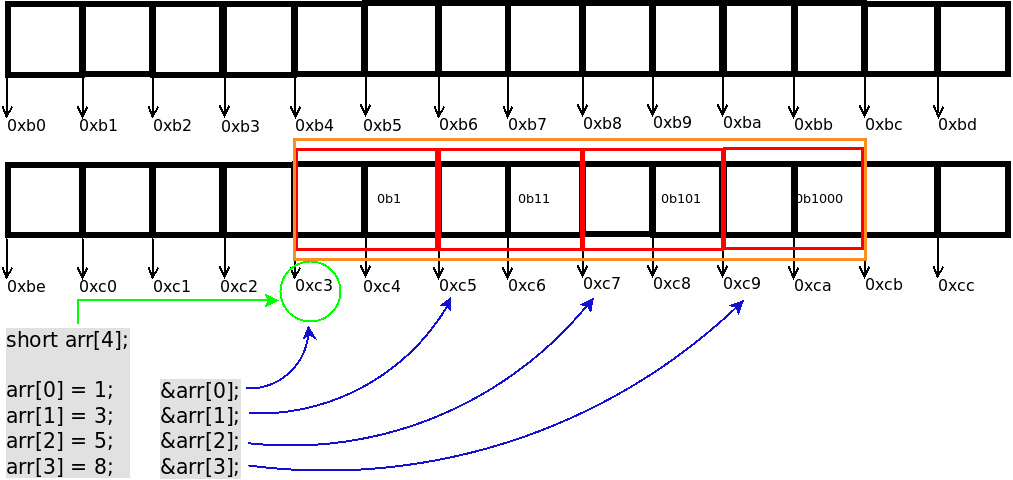 0xb0 0xb1 0xb2 0xb3 0xb4 0xb5 0xb6 0xb7 0xb8 0xb9 0xba 0xbb 0xbc 0xbd
0b1 0b11 0b101 0b1000
0xbe 0xc0 0xc1 0xc2 0xc3 0xc4 0xc5 0xc6 0xc7 0xc8 0xc9 0xca 0xcb 0xcc
short arr[4];
arr[0] = 1; &arr[0];
arr[1] = 3; &arr[1];
arr[2] = 5; &arr[2];
arr[3] = 8; &arr[3];